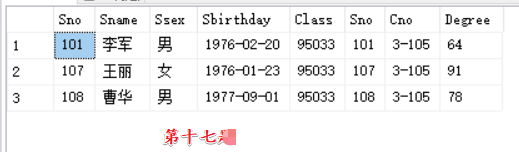 Sno Sname Ssex Sbirthday Class Sno Cno Degree
1 101 李军 男 1976-02-20 95033 101 3-105 64
2 107 王丽 女 1976-01-23 95033 107 3-105 91
3 108 曹华 男 1977-09-01 95033 108 3-105 78
第十七